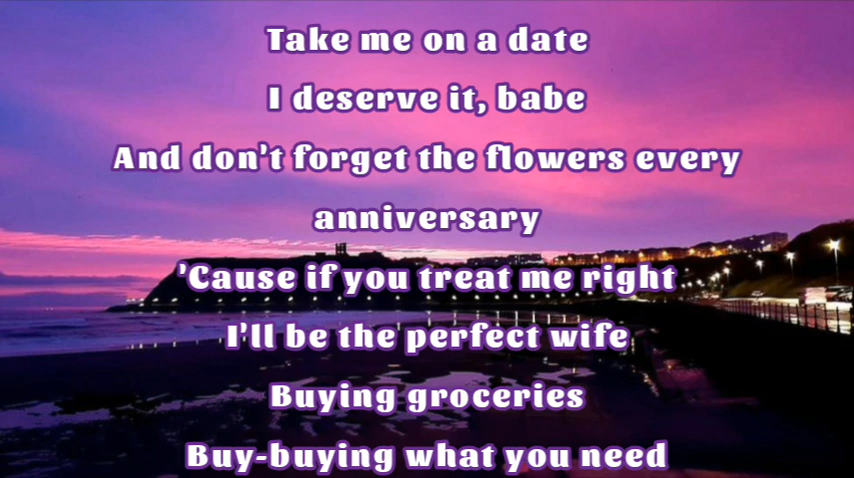 Take me on a date
I deserve it, babe
And don't forget the flowers every
anniversary
'Cause if you treat me right
I'll be the perfect wife
Buying groceries
Buy-buying what you need